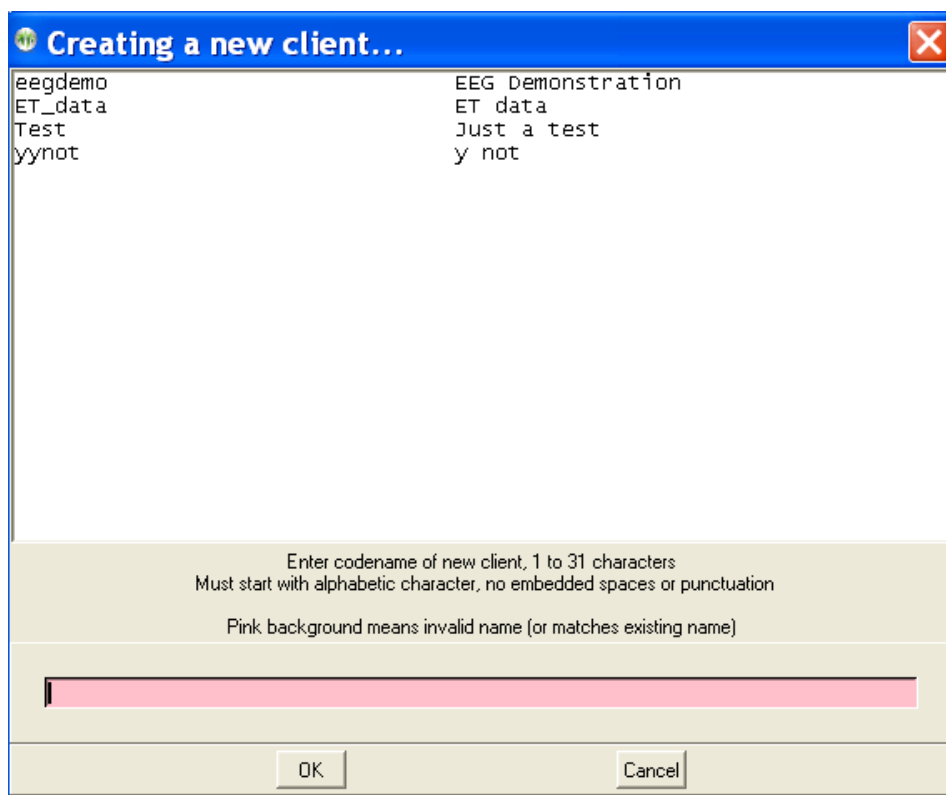 Creating a new client...
eegdemo EEG Demonstration
ET_data ET data
Test Just a test
yynot y not
Enter codename of new client, 1 to 31 characters
Must start with alphabetic character, no embedded spaces or punctuation
Pink background means invalid name (or matches existing name)
OK Cancel